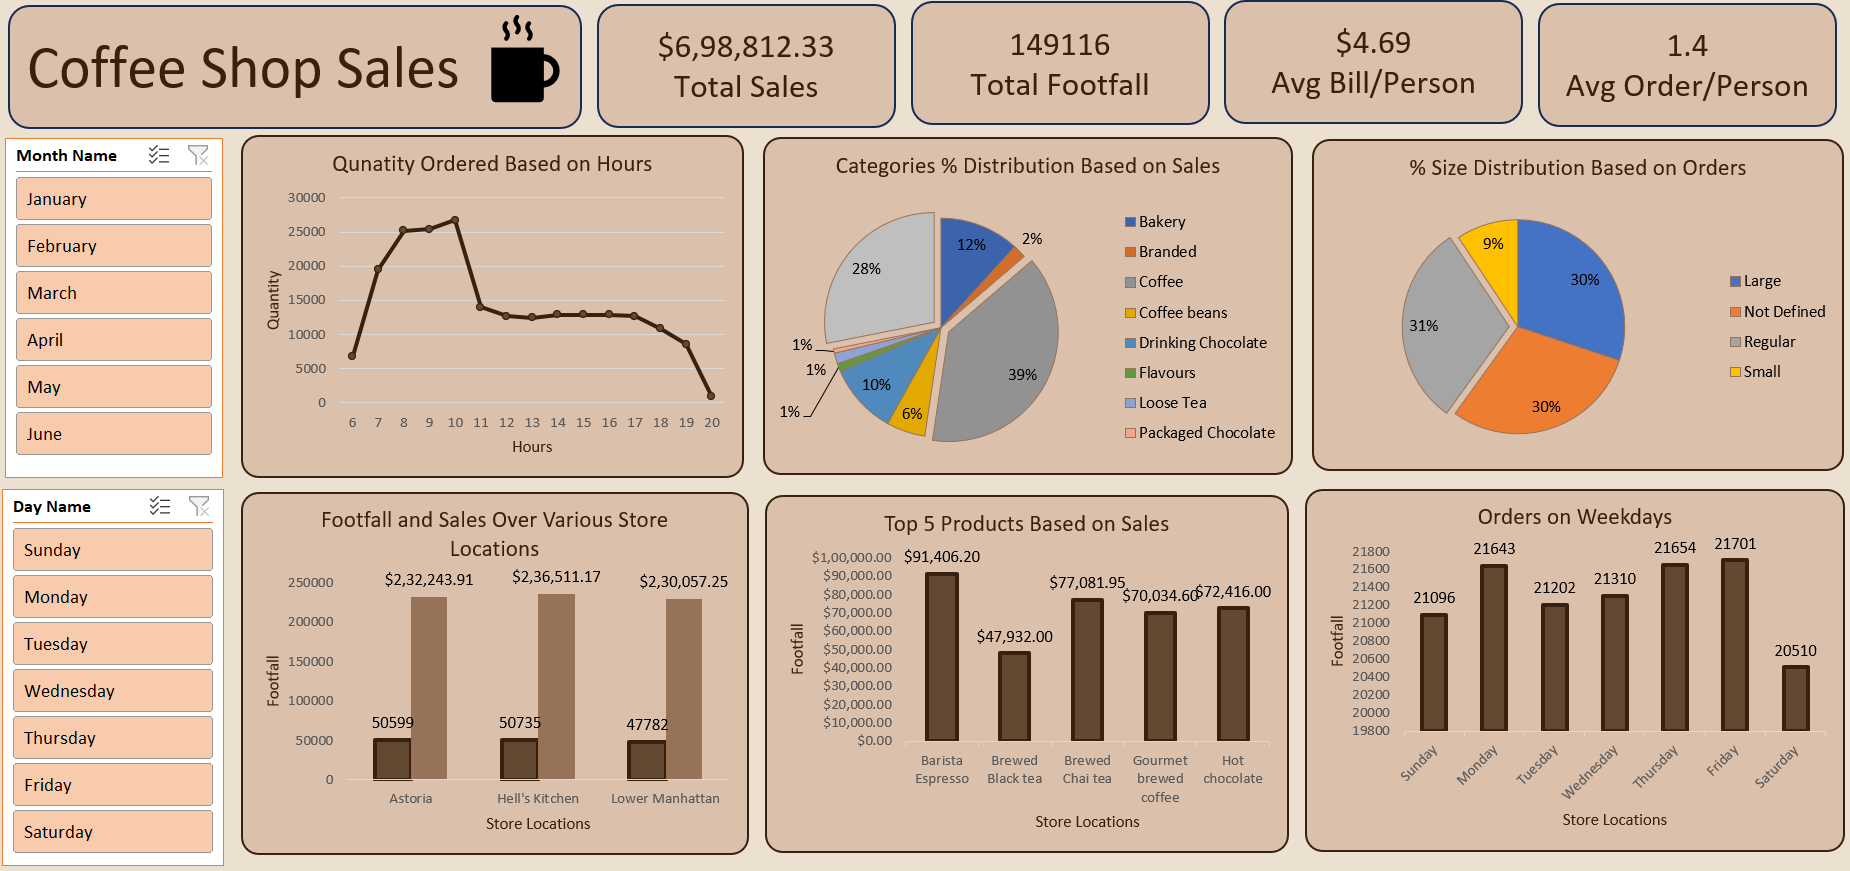 Coffee Shop Sales
$6,98,812.33
Total Sales
149116
Total Footfall
$4.69
Avg Bill/Person
1.4
Avg Order/Person
Month Name
January
February
March
April
May
June
Day Name
Sunday
Monday
Tuesday
Wednesday
Thursday
Friday
Saturday
Qunatity Ordered Based on Hours
Quantity
30000
25000
20000
15000
10000
5000
0
6 7 8 9 10 11 12 13 14 15 16 17 18 19 20
Hours
Categories % Distribution Based on Sales
12%
2%
39%
6%
10%
1%
1%
1%
28%
Bakery
Branded
Coffee
Coffee beans
Drinking Chocolate
Flavours
Loose Tea
Packaged Chocolate
% Size Distribution Based on Orders
30%
30%
31%
9%
Large
Not Defined
Regular
Small
Footfall and Sales Over Various Store
Locations
Footfall
250000
200000
150000
100000
50000
0
$2,32,243.91 $2,36,511.17 $2,30,057.25
50599 50735 47782
Astoria Hell's Kitchen Lower Manhattan
Store Locations
Top 5 Products Based on Sales
Footfall
$1,00,000.00
$90,000.00
$80,000.00
$70,000.00
$60,000.00
$50,000.00
$40,000.00
$30,000.00
$20,000.00
$10,000.00
$0.00
$91,406.20
$47,932.00
$77,081.95
$70,034.60
$72,416.00
Barista
Espresso
Brewed
Black tea
Brewed
Chai tea
Gourmet
brewed
coffee
Hot
chocolate
Store Locations
Orders on Weekdays
Footfall
21800
21600
21400
21200
21000
20800
20600
20400
20200
20000
19800
21096
21643
21202
21310
21654
21701
20510
Sunday
Monday
Tuesday
Wednesday
Thursday
Friday
Saturday
Store Locations